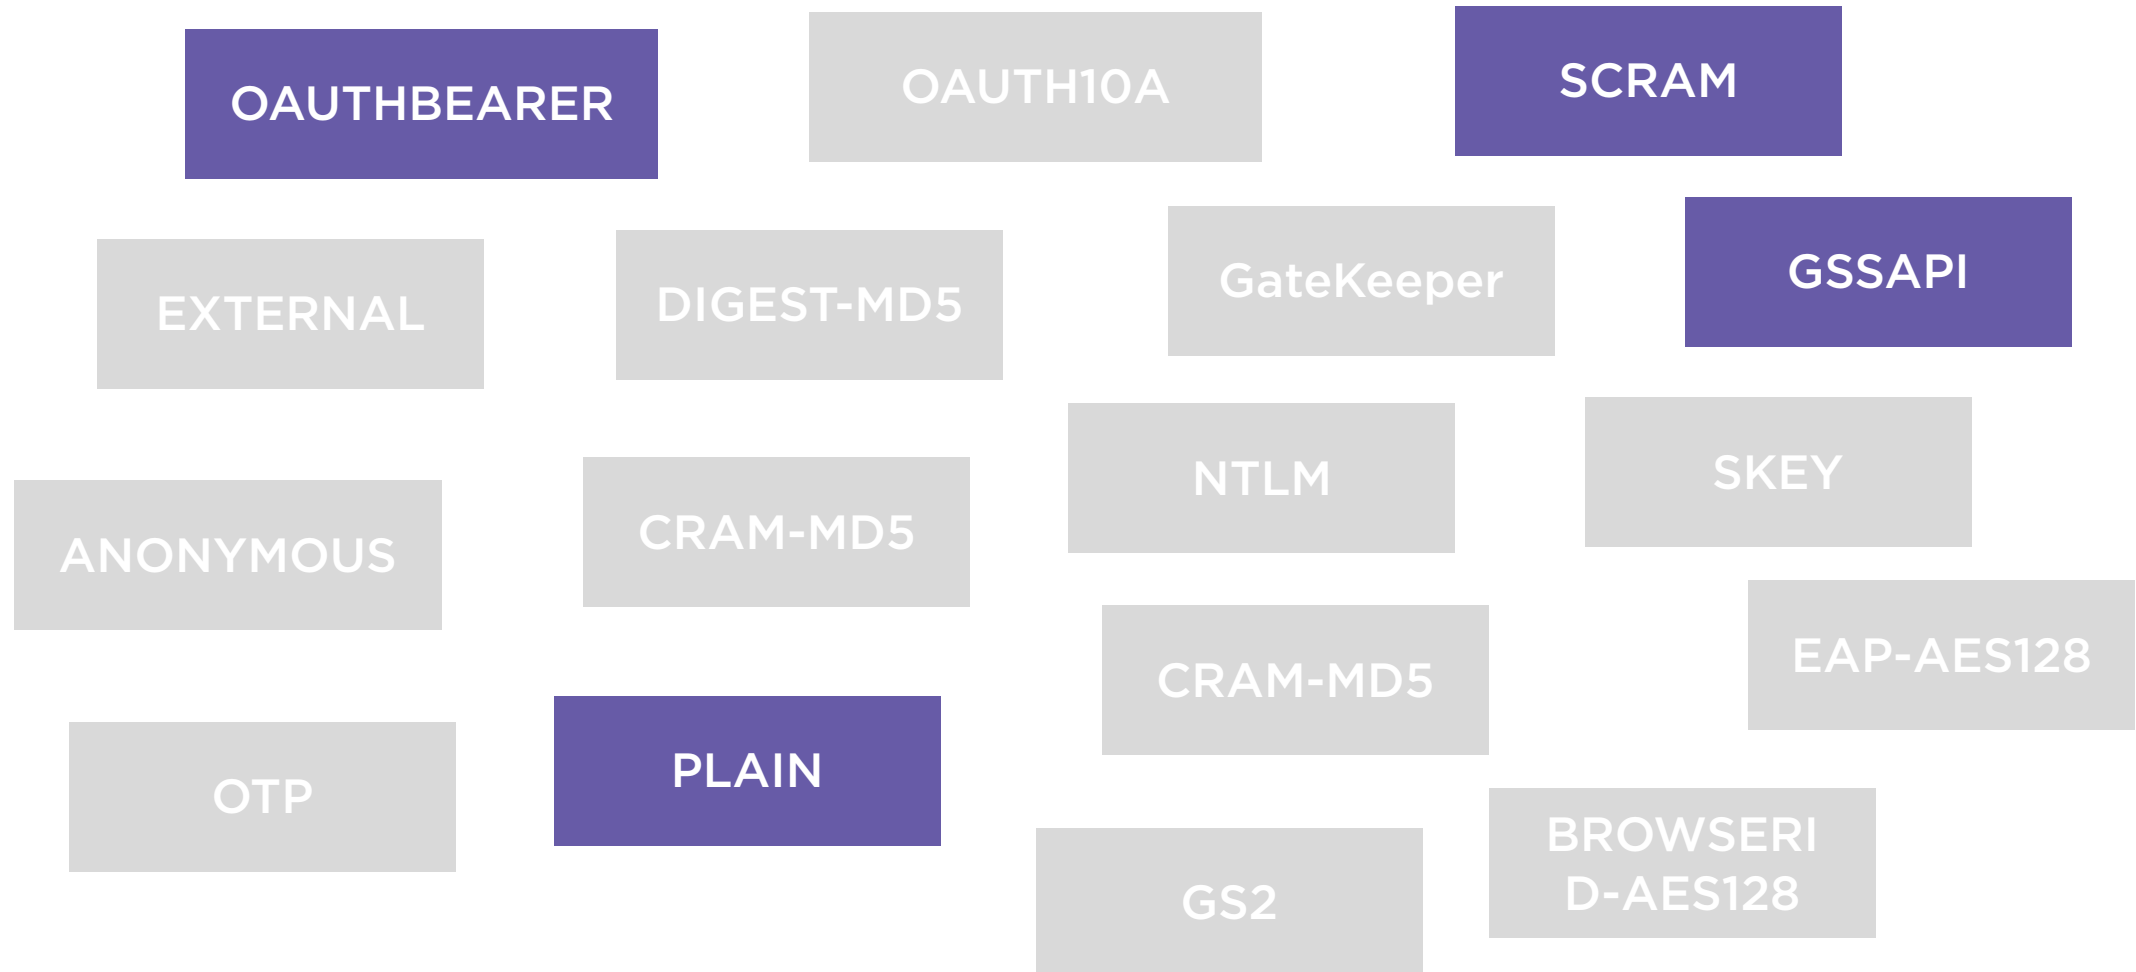 OAUTHBEARER
OAUTH10A
SCRAM
EXTERNAL
DIGEST-MD5
GateKeeper
GSSAPI
ANONYMOUS
CRAM-MD5
NTLM
SKEY
OTP
PLAIN
CRAM-MD5
EAP-AES128
GS2
BROWSERI
D-AES128